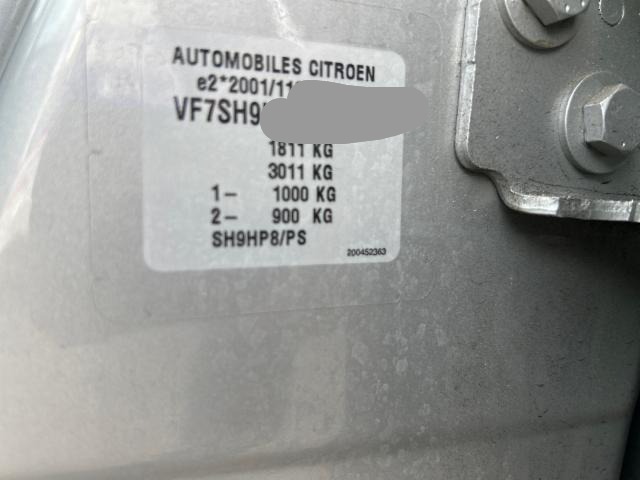 AUTOMOBILES CITROEN
e2*2001/11
VF7SH9
1811 KG
3011 KG
1- 1000 KG
2- 900 KG
SH9HP8/PS
200452363